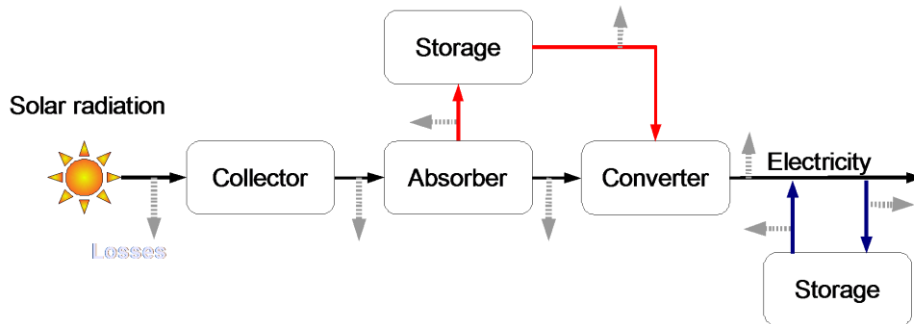 Storage
Solar radiation
Collector
Absorber
Converter
Electricity
Losses
Storage